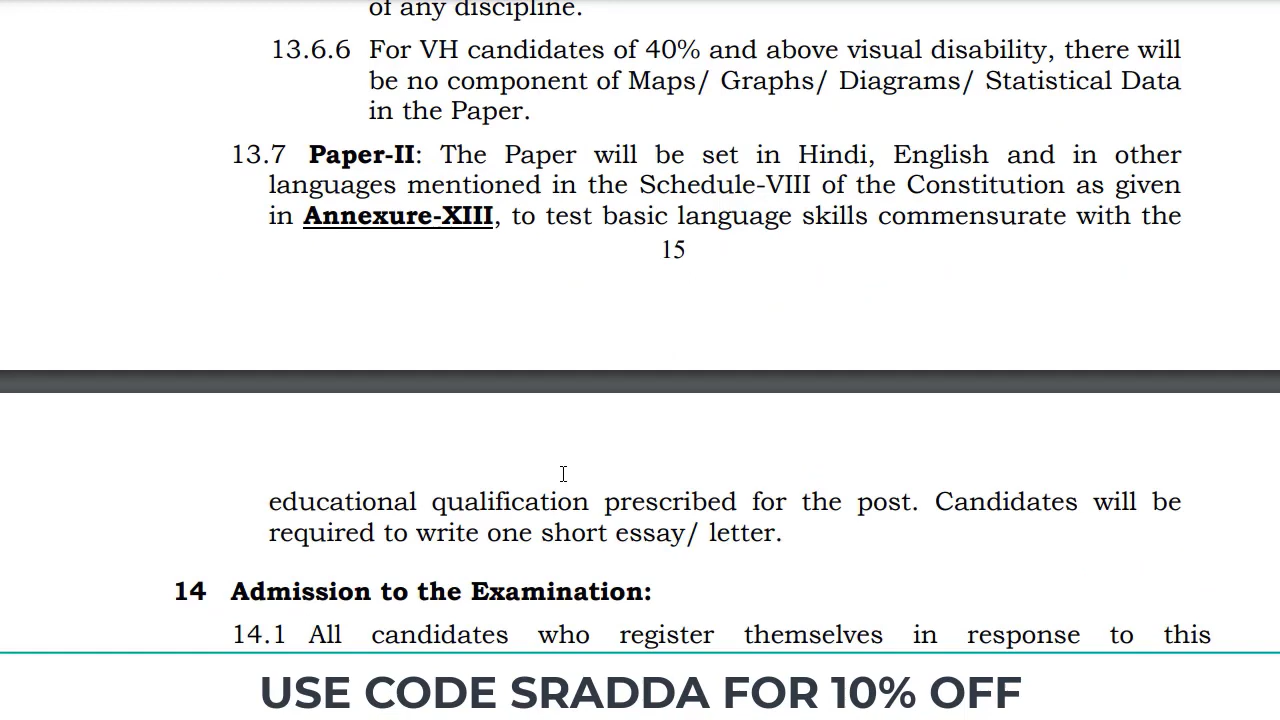 of any discipline.
13.6.6 For VH candidates of 40% and above visual disability, there will
be no component of Maps/ Graphs/ Diagrams/ Statistical Data
in the Paper.
13.7 Paper-II: The Paper will be set in Hindi, English and in other
languages mentioned in the Schedule-VIII of the Constitution as given
in Annexure-XIII, to test basic language skills commensurate with the
15
educational qualification prescribed for the post. Candidates will be
required to write one short essay/ letter.
14 Admission to the Examination:
14.1 All candidates who register themselves in response to this
USE CODE SRADDA FOR 10% OFF